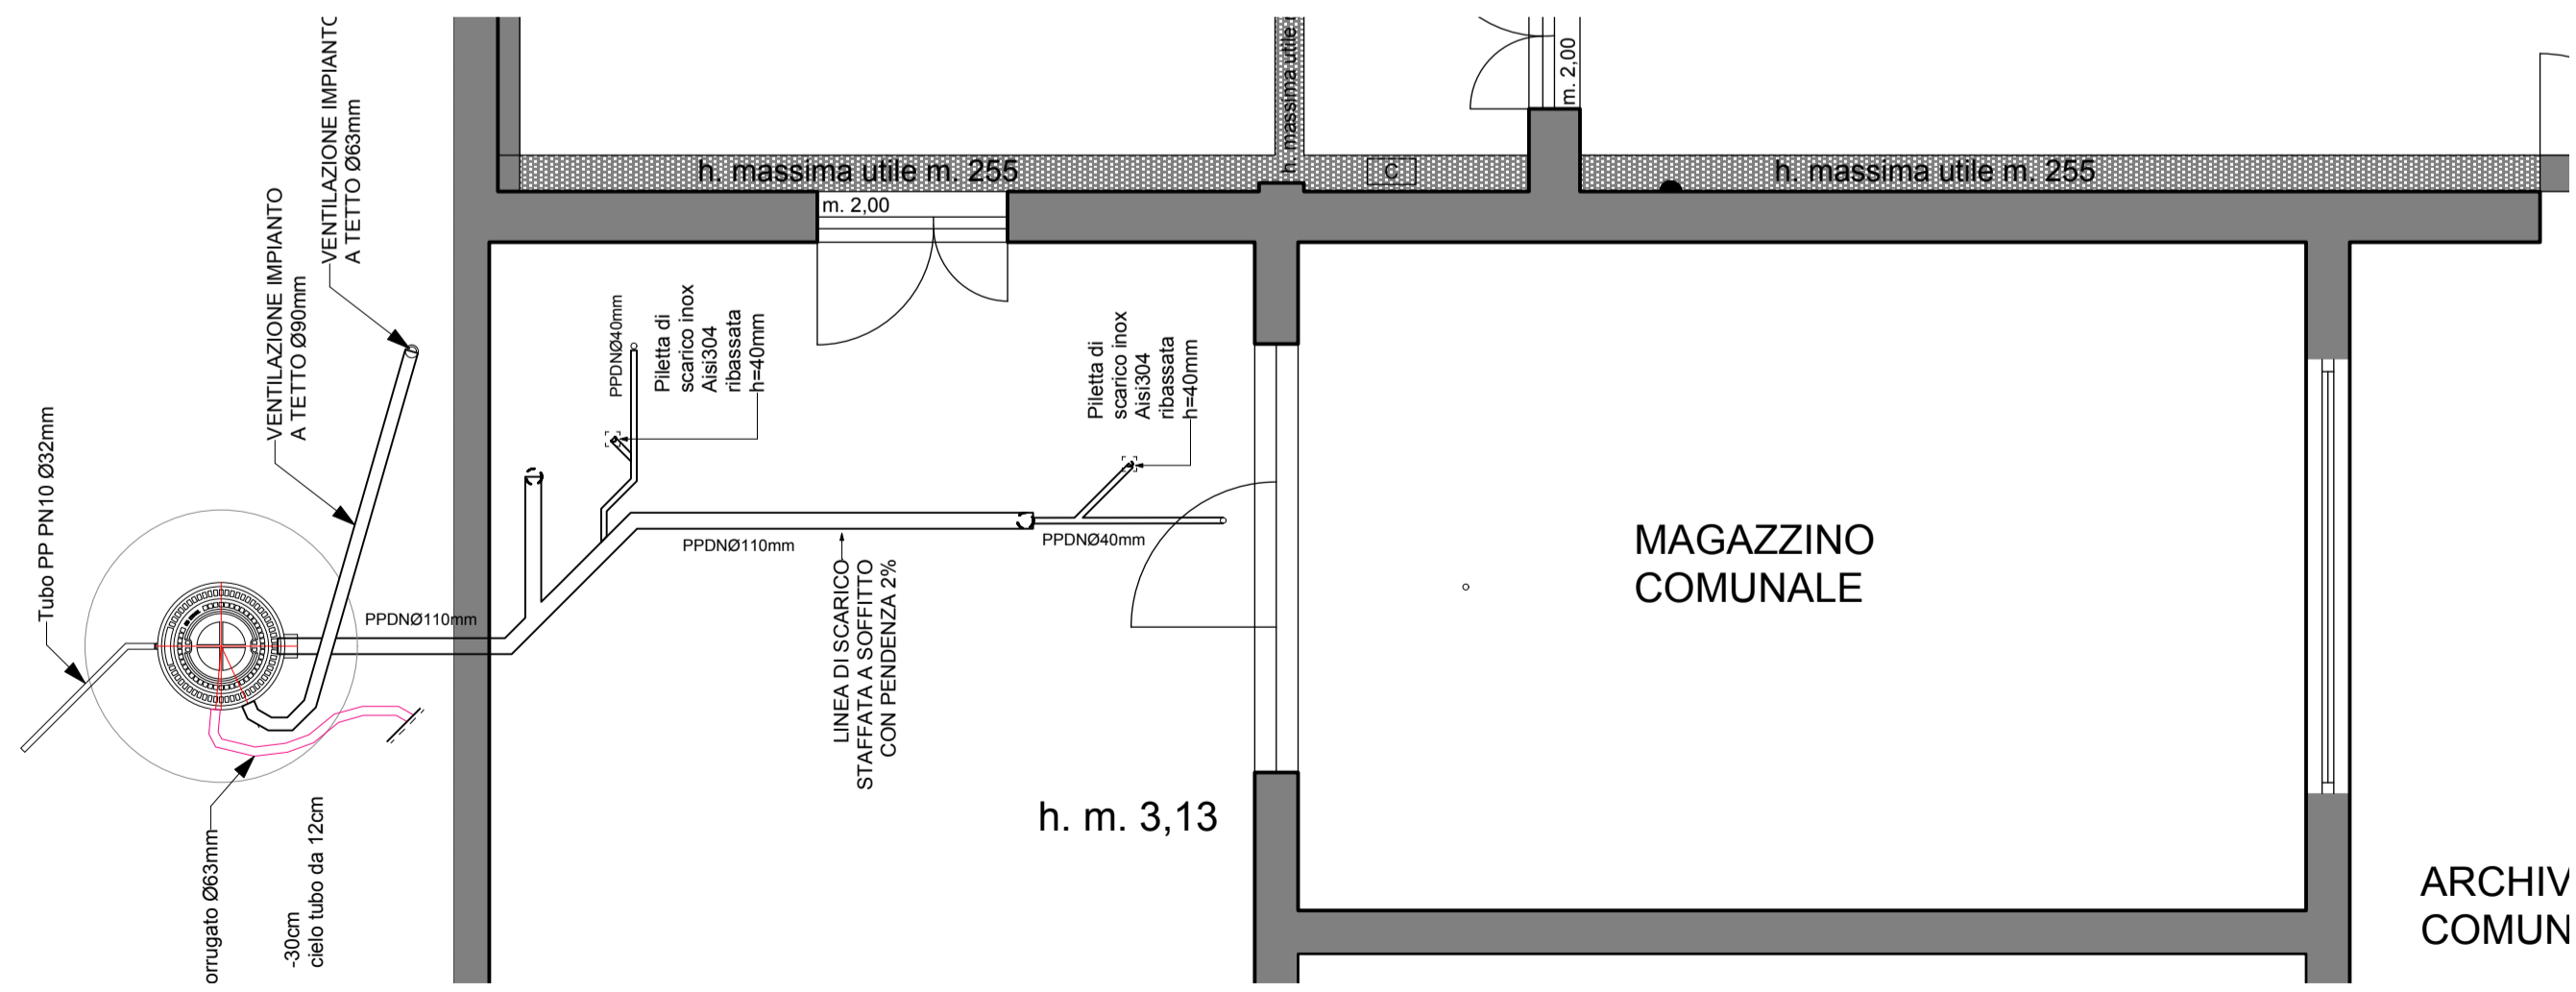 VENTILAZIONE IMPIANTO
A TETTO Ø63mm
VENTILAZIONE IMPIANTO
A TETTO Ø90mm
Tubo PP PN10 Ø32mm
PPDNØ110mm
orrugato Ø63mm
-30cm
cielo tubo da 12cm
h. massima utile m. 255
m. 2,00
h. massima utile
C
m. 2,00
h. massima utile m. 255
PPDNØ40mm
Piletta di
scarico inox
Aisi304
ribassata
h=40mm
Piletta di
scarico inox
Aisi304
ribassata
h=40mm
PPDNØ110mm
PPDNØ40mm
LINEA DI SCARICO
STAFFATA A SOFFITTO
CON PENDENZA 2%
h. m. 3,13
MAGAZZINO
COMUNALE
ARCHIV
COMUN